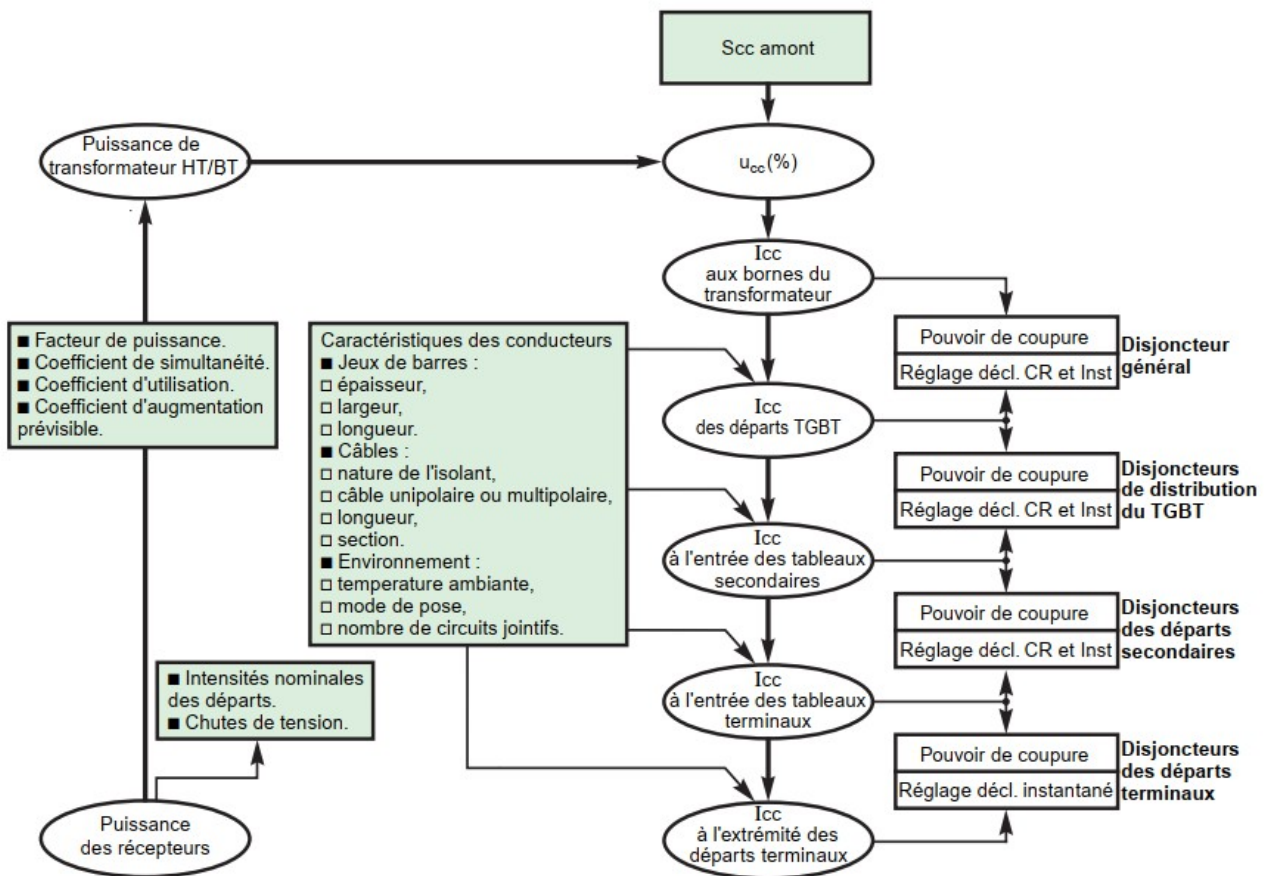 Scc amont
Puissance de
transformateur HT/BT
ucc(%)
Icc
aux bornes du
transformateur
■ Facteur de puissance.
■ Coefficient de simultanéité.
■ Coefficient d'utilisation.
■ Coefficient d'augmentation
prévisible.
Caractéristiques des conducteurs
■ Jeux de barres :
□ épaisseur,
□ largeur,
□ longueur.
■ Câbles :
□ nature de l'isolant,
□ câble unipolaire ou multipolaire,
□ longueur,
□ section.
■ Environnement :
□ temperature ambiante,
□ mode de pose,
□ nombre de circuits jointifs.
Pouvoir de coupure
Réglage décl. CR et Inst
Disjoncteur
général
Icc
des départs TGBT
Pouvoir de coupure
Réglage décl. CR et Inst
Disjoncteurs
de distribution
du TGBT
Icc
à l'entrée des tableaux
secondaires
Pouvoir de coupure
Réglage décl. CR et Inst
Disjoncteurs
des départs
secondaires
■ Intensités nominales
des départs.
■ Chutes de tension.
Icc
à l'entrée des tableaux
terminaux
Pouvoir de coupure
Réglage décl. instantané
Disjoncteurs
des départs
terminaux
Puissance
des récepteurs
Icc
à l'extrémité des
départs terminaux